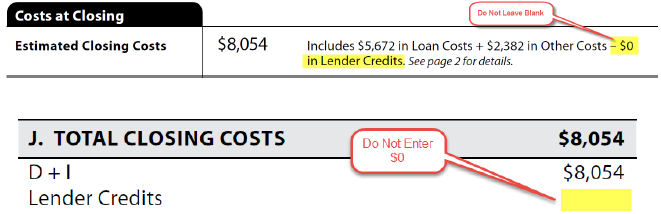 Costs at Closing
Do Not Leave Blank
Estimated Closing Costs $8,054 Includes $5,672 in Loan Costs + $2,382 in Other Costs – $0
in Lender Credits. See page 2 for details.
J. TOTAL CLOSING COSTS $8,054
Do Not Enter
$0
D + I $8,054
Lender Credits